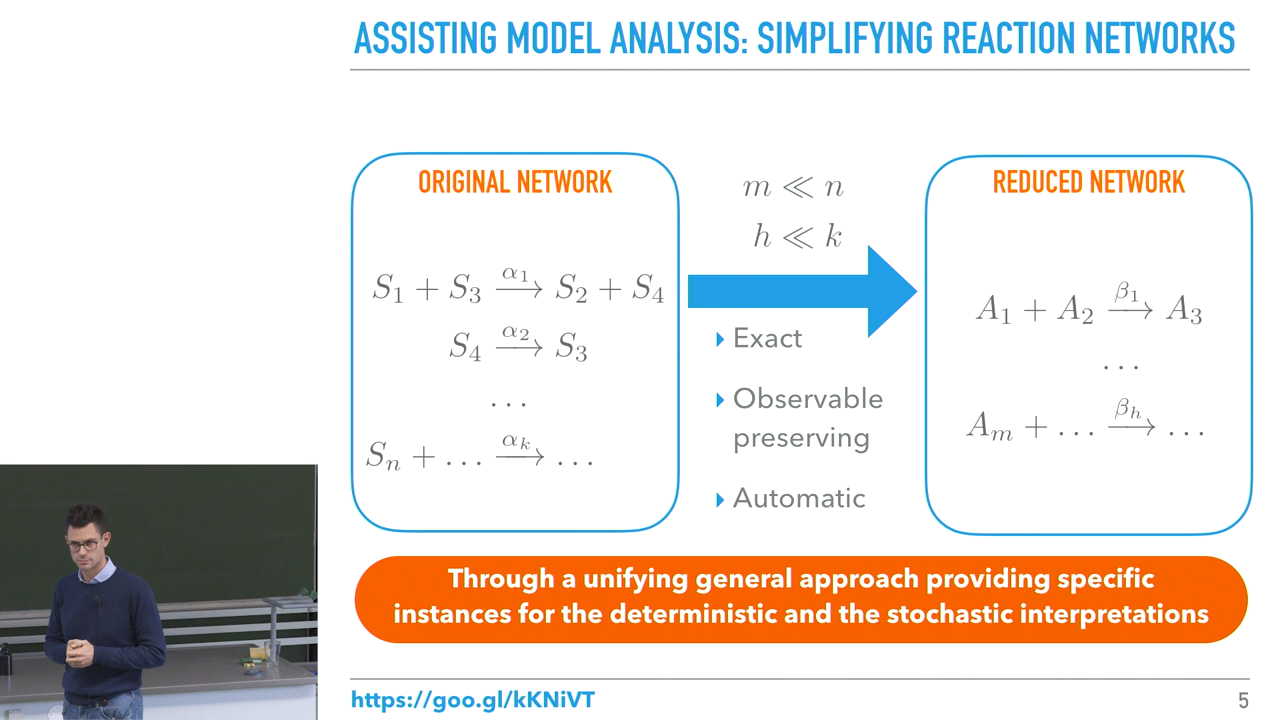 ASSISTING MODEL ANALYSIS: SIMPLIFYING REACTION NETWORKS
ORIGINAL NETWORK
S₁ + S₃ —α₁→ S₂ + S₄
S₄ —α₂→ S₃
...
Sₙ + ... —αₖ→ ...
m ≪ n
h ≪ k
▸ Exact
▸ Observable
preserving
▸ Automatic
REDUCED NETWORK
A₁ + A₂ —β₁→ A₃
...
Aₘ + ... —βₕ→ ...
Through a unifying general approach providing specific
instances for the deterministic and the stochastic interpretations
https://goo.gl/kKNiVT
5